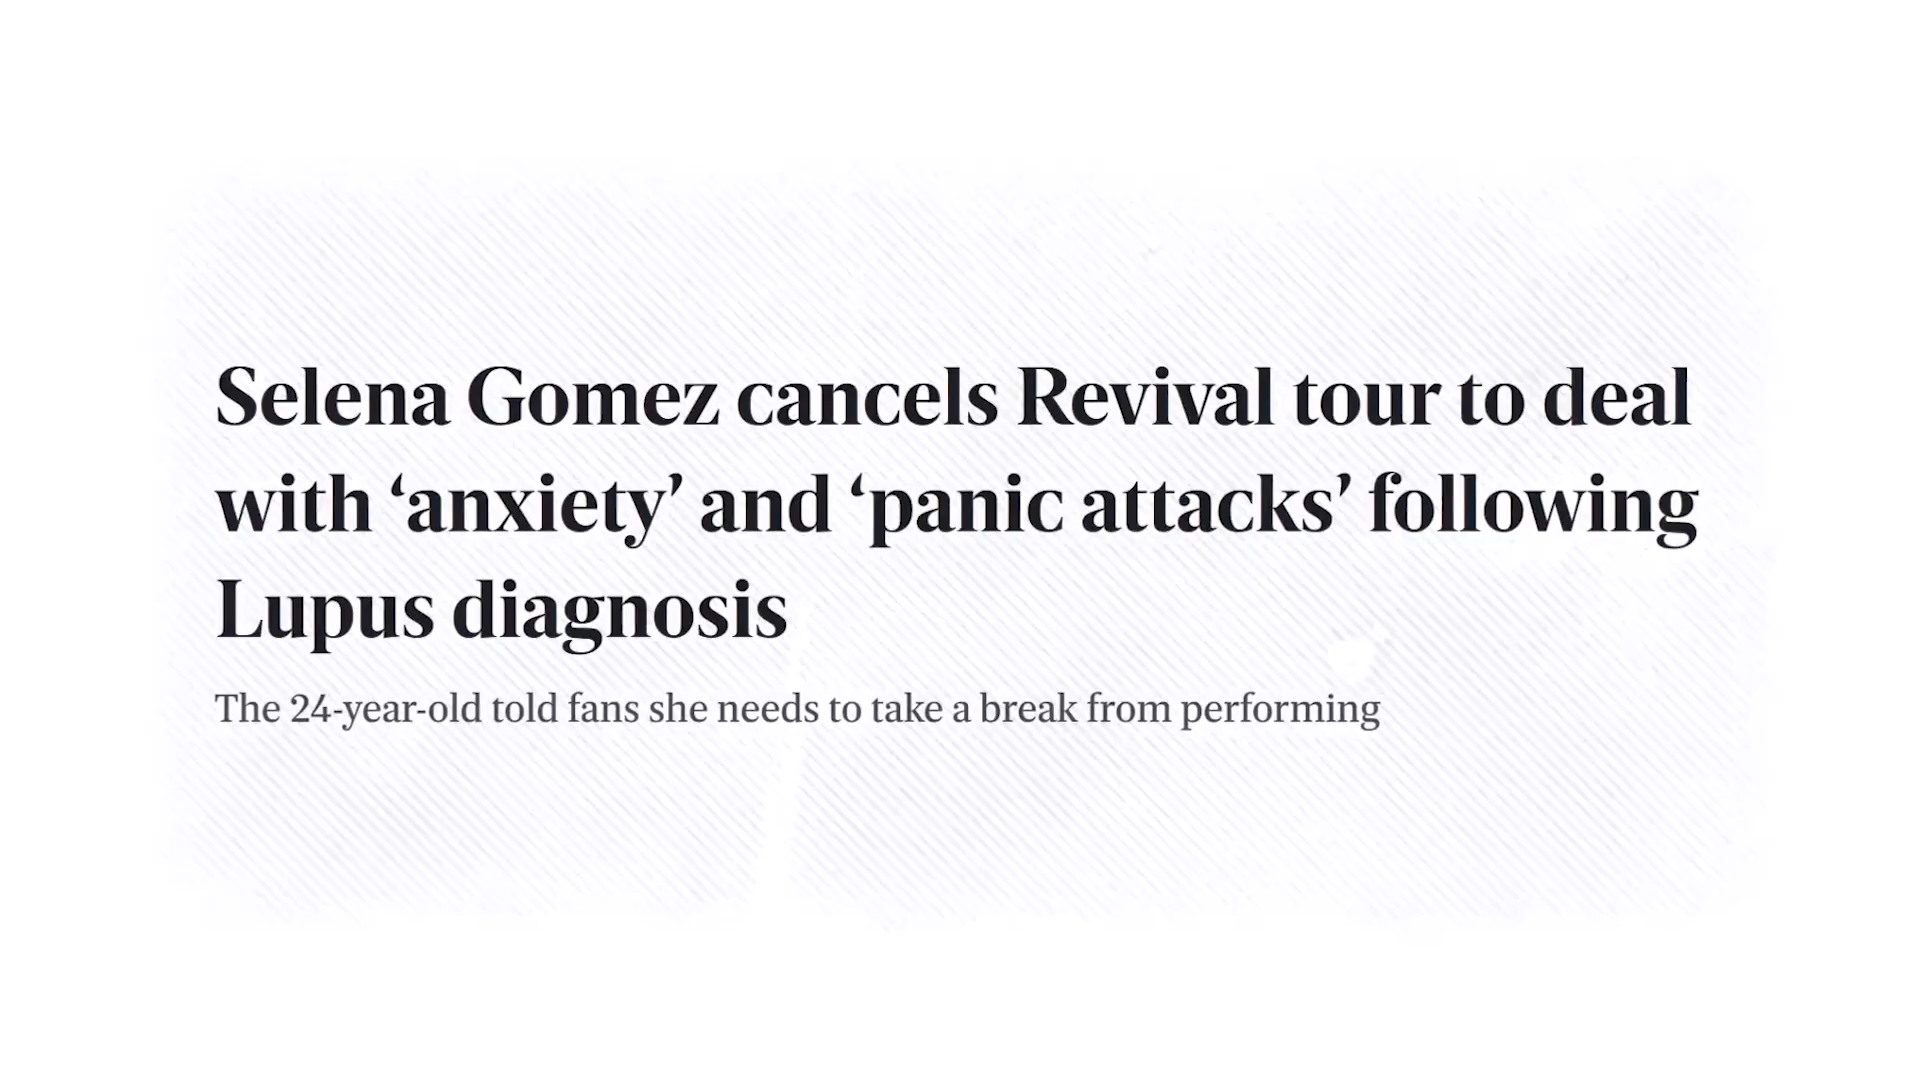 Selena Gomez cancels Revival tour to deal
with ‘anxiety’ and ‘panic attacks’ following
Lupus diagnosis
The 24-year-old told fans she needs to take a break from performing